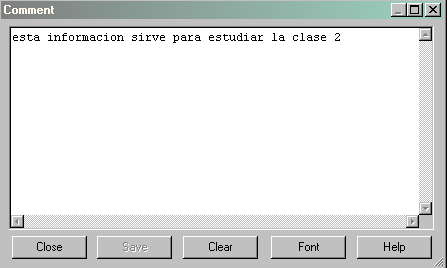 Comment
esta informacion sirve para estudiar la clase 2
Close Save Clear Font Help